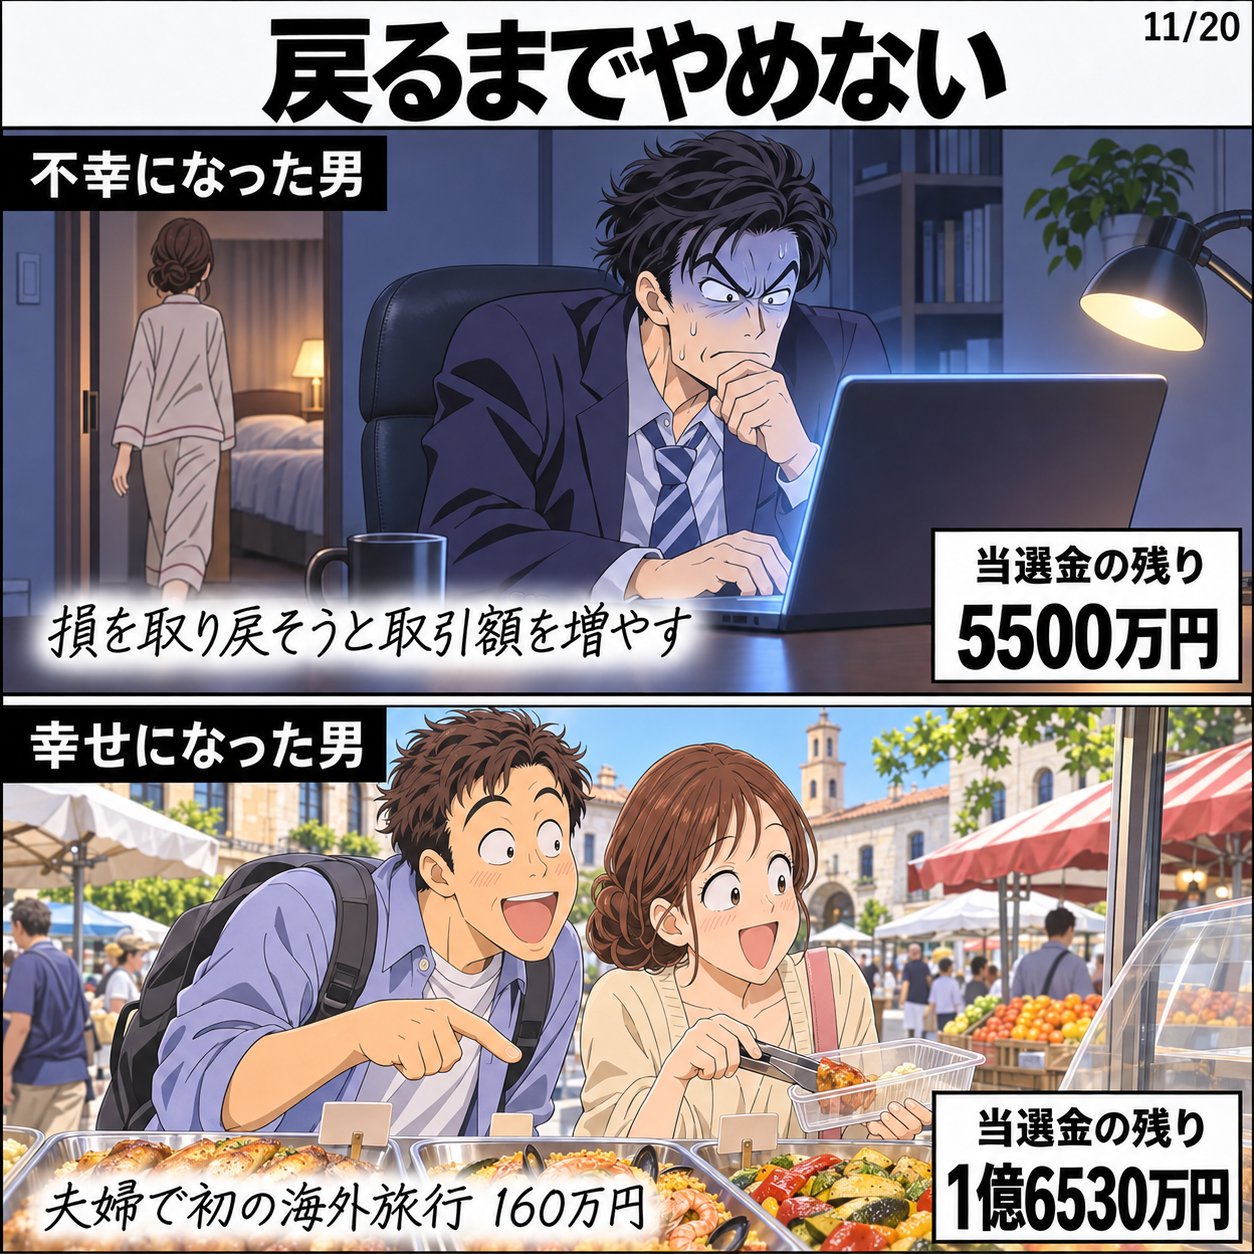 戻るまでやめない
11/20
不幸になった男
損を取り戻そうと取引額を増やす
当選金の残り
5500万円
幸せになった男
夫婦で初の海外旅行 160万円
当選金の残り
1億6530万円